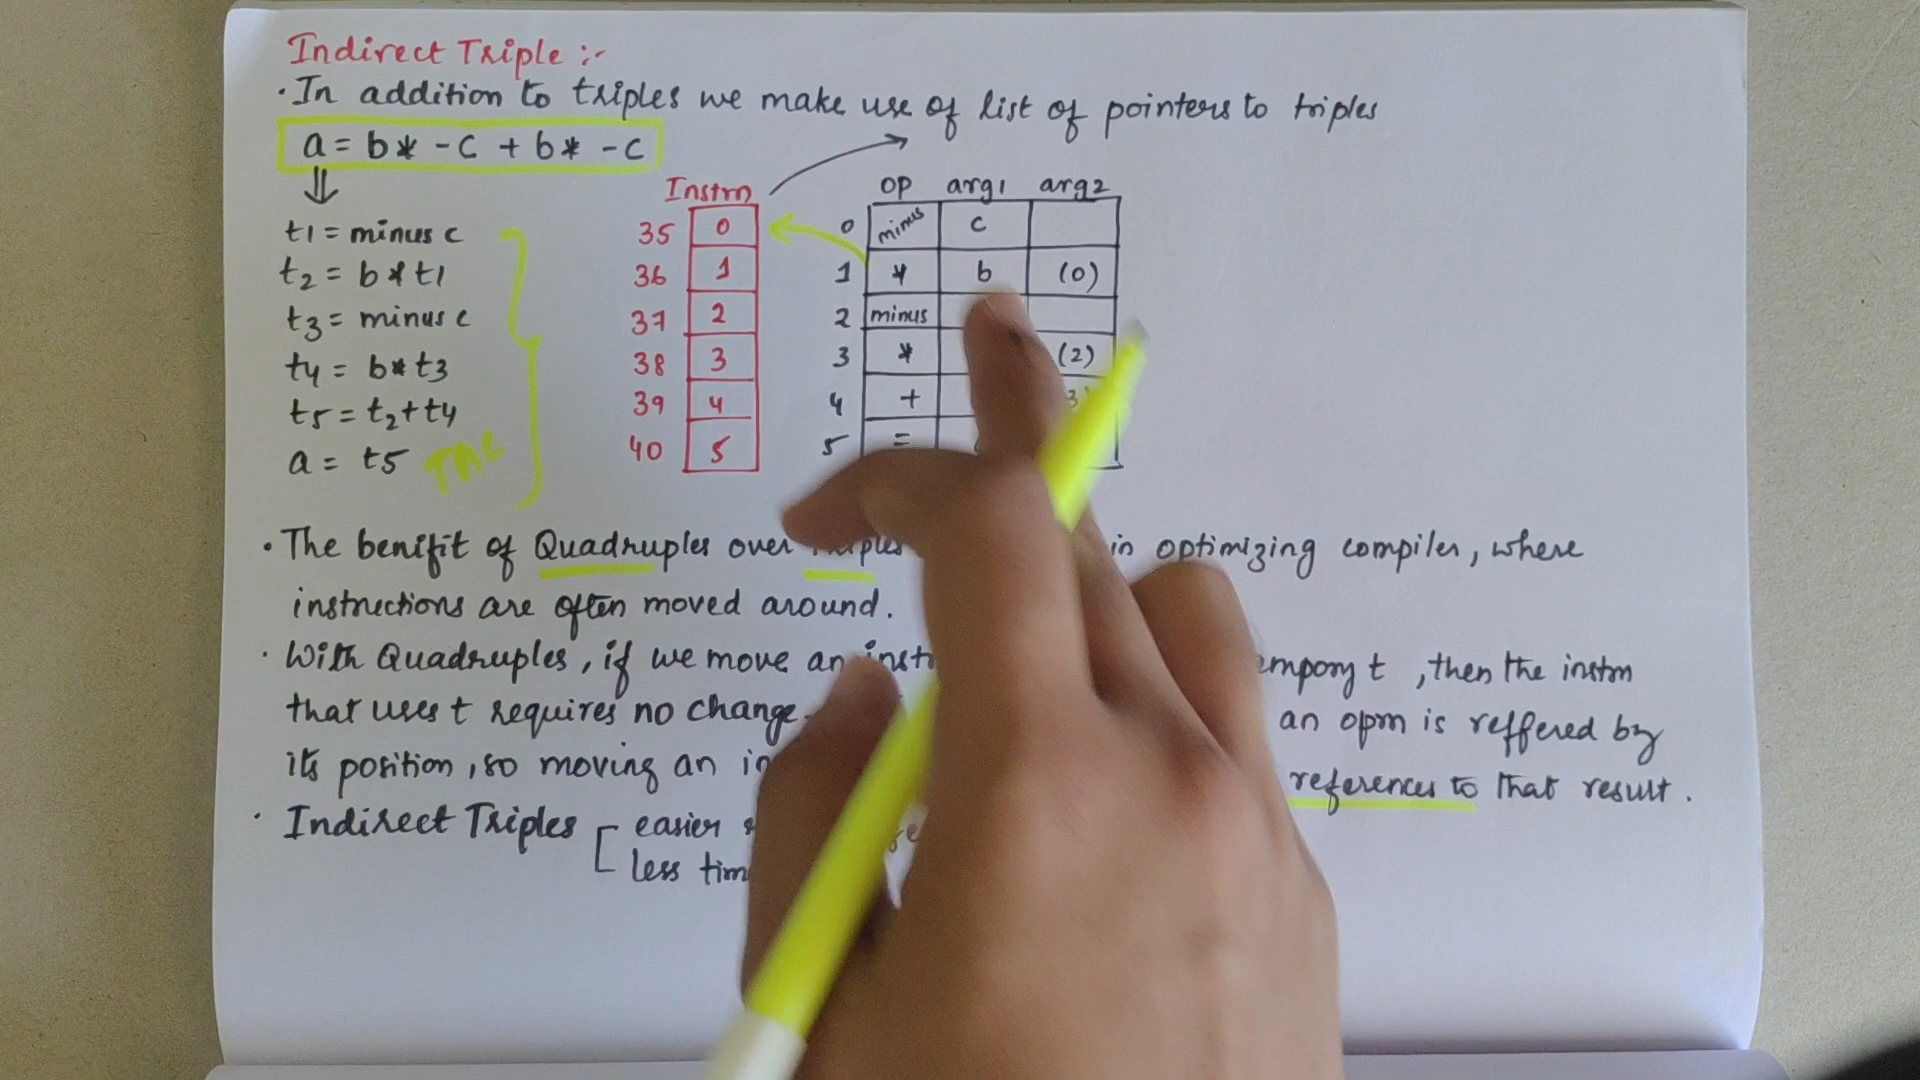 Indirect Triple :-
· In addition to triples we make use of list of pointers to triples
a = b * - c + b * - c
⇓
Instrn op arg1 arg2
t1 = minus c 35 0 0 minus c
t2 = b * t1 36 1 1 * b (0)
t3 = minus c 37 2 2 minus
t4 = b * t3 38 3 3 * (2)
t5 = t2 + t4 39 4 4 +
a = t5 TAC 40 5 5 =
· The benifit of Quadruples over in optimizing compiler, where
instructions are often moved around.
· With Quadruples, if we move an t , then the instrn
that uses t requires no change. an oprn is reffered by
its position, so moving an references to that result.
· Indirect Triples [ easier
less